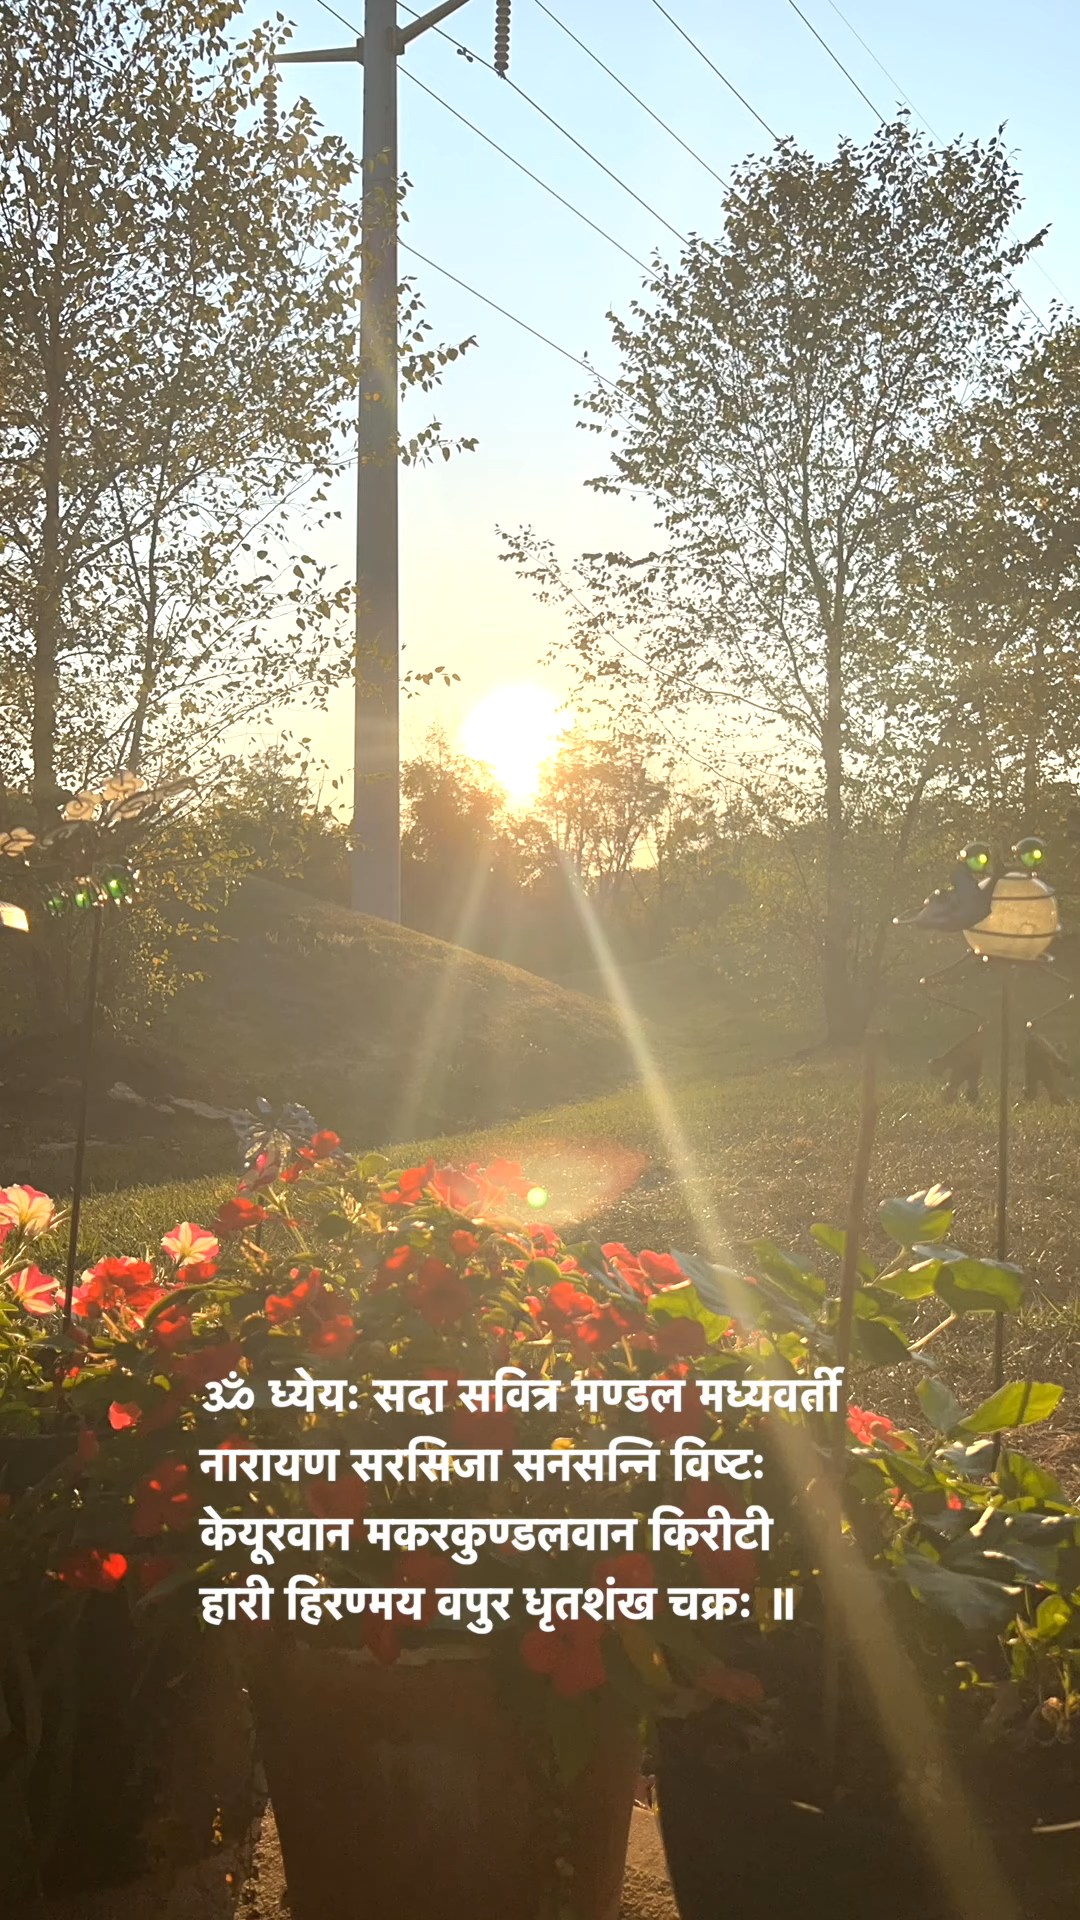 ॐ ध्येयः सदा सवित्र मण्डल मध्यवर्ती
नारायण सरसिजा सनसन्नि विष्टः
केयूरवान मकरकुण्डलवान किरीटी
हारी हिरण्मय वपुर धृतशंख चक्रः ॥